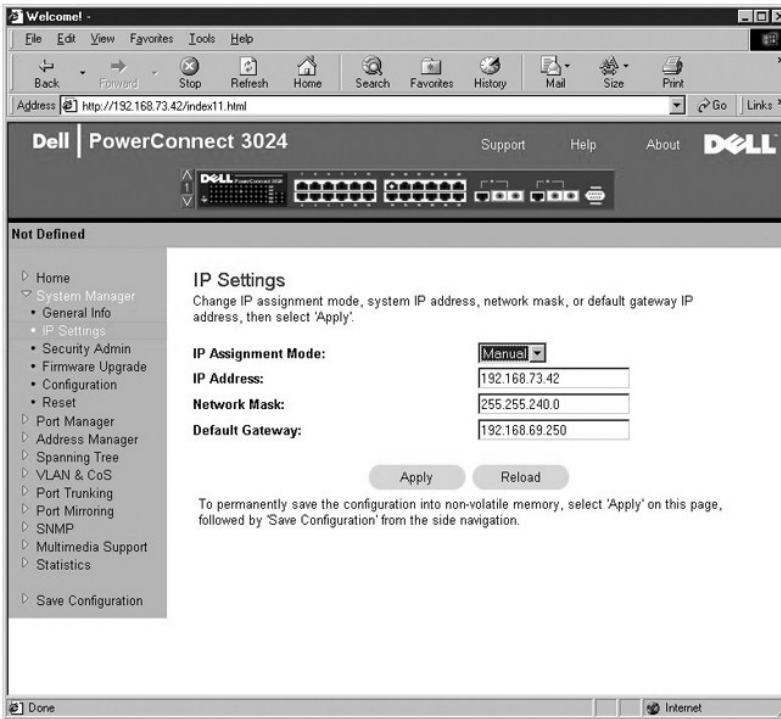 Welcome! -
File Edit View Favorites Tools Help
Back Forward Stop Refresh Home Search Favorites History Mail Size Print
Address http://192.168.73.42/index11.html Go Links
Dell PowerConnect 3024 Support Help About DELL
DELL
1
Not Defined
Home
System Manager
General Info
IP Settings
Security Admin
Firmware Upgrade
Configuration
Reset
Port Manager
Address Manager
Spanning Tree
VLAN & CoS
Port Trunking
Port Mirroring
SNMP
Multimedia Support
Statistics
Save Configuration
IP Settings
Change IP assignment mode, system IP address, network mask, or default gateway IP
address, then select 'Apply'.
IP Assignment Mode: Manual
IP Address: 192.168.73.42
Network Mask: 255.255.240.0
Default Gateway: 192.168.69.250
Apply Reload
To permanently save the configuration into non-volatile memory, select 'Apply' on this page,
followed by 'Save Configuration' from the side navigation.
Done Internet